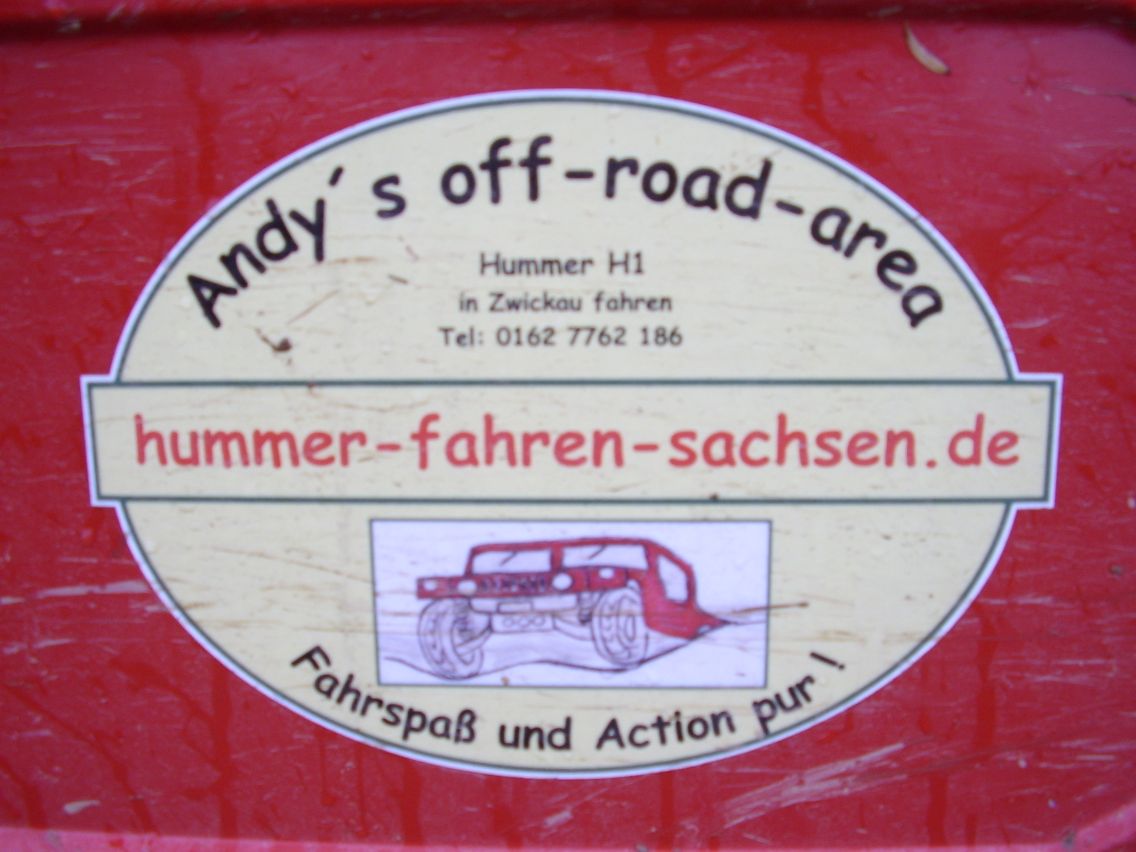 Andy´s off-road-area
Hummer H1
in Zwickau fahren
Tel: 0162 7762 186
hummer-fahren-sachsen.de
Fahrspaß und Action pur !